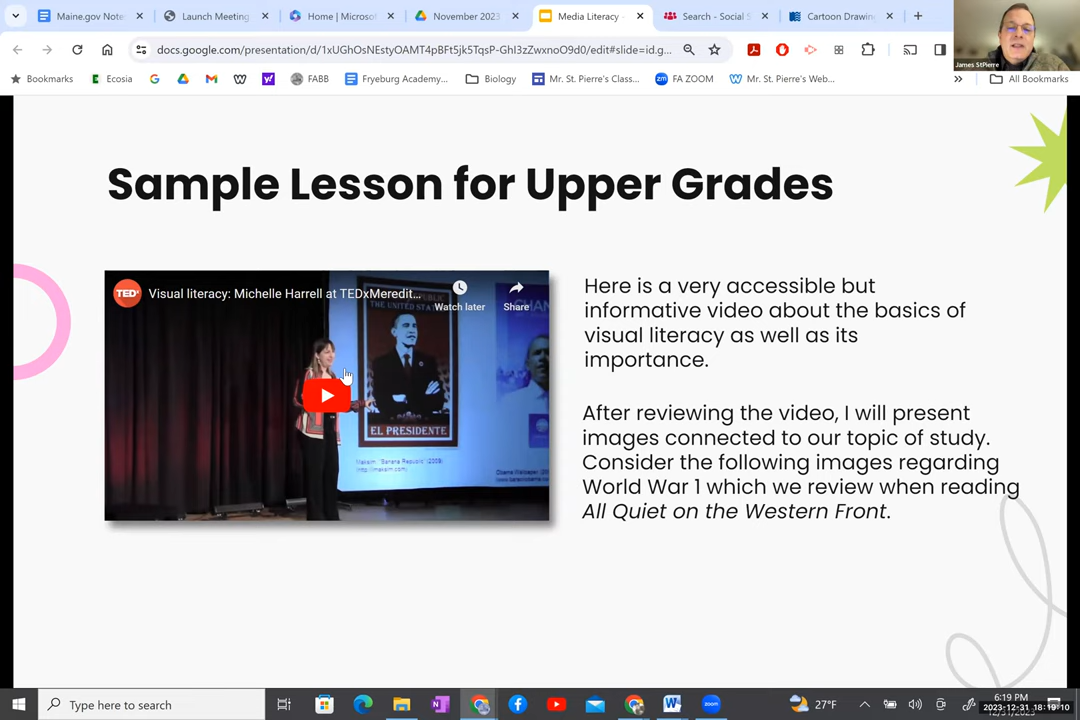 Maine.gov Note
Launch Meeting
Home | Microsof
November 2023
Media Literacy -
Search - Social S
Cartoon Drawin
docs.google.com/presentation/d/1xUGhOsNEstyOAMT4pBFt5jk5TqsP-GhI3zZwxnoO9d0/edit#slide=id.g...
James StPierre
Bookmarks
Ecosia
FABB
Fryeburg Academy...
Biology
Mr. St. Pierre's Class...
FA ZOOM
Mr. St. Pierre's Web...
»
All Bookmarks
Sample Lesson for Upper Grades
TED
Visual literacy: Michelle Harrell at TEDxMeredit...
Watch later
Share
EL PRESIDENTE
Here is a very accessible but
informative video about the basics of
visual literacy as well as its
importance.
After reviewing the video, I will present
images connected to our topic of study.
Consider the following images regarding
World War 1 which we review when reading
All Quiet on the Western Front.
Type here to search
27°F
6:19 PM
2023-12-31 18:19:10